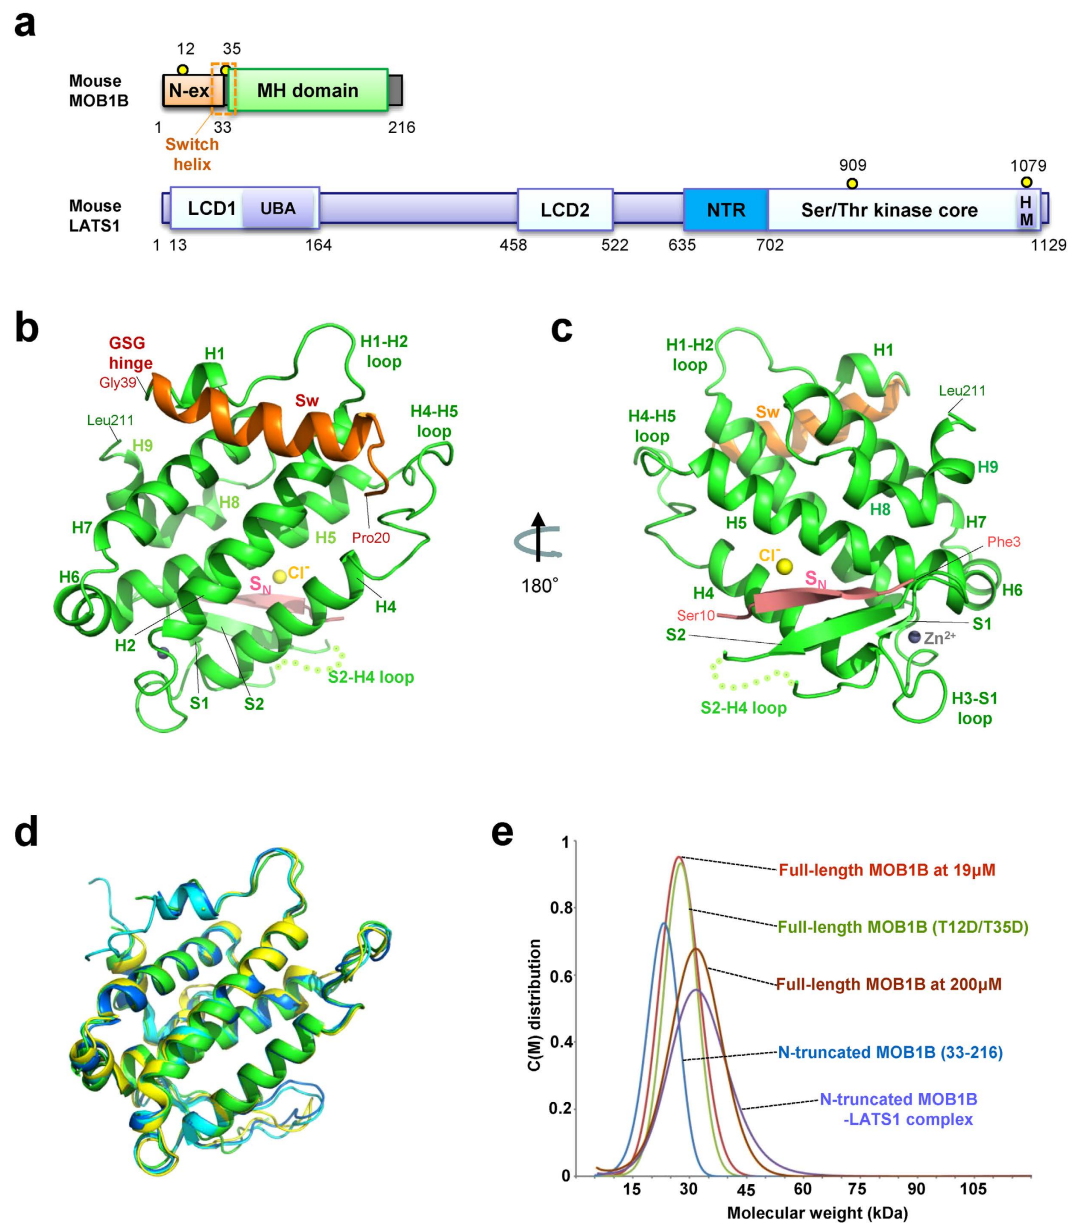 a
12
35
Mouse
MOB1B
N-ex
MH domain
1
33
216
Switch
helix
909
1079
Mouse
LATS1
LCD1
UBA
LCD2
NTR
Ser/Thr kinase core
H
M
1
13
164
458
522
635
702
1129
b
GSG
hinge
Gly39
H1
H1-H2
loop
Sw
H4-H5
loop
Leu211
H9
H8
H7
H5
Pro20
H6
SN
Cl-
H4
H2
S2-H4 loop
S1
S2
180°
c
H1-H2
loop
H1
Leu211
H4-H5
loop
Sw
H9
H8
H5
H7
Phe3
Cl-
SN
H4
H6
Ser10
S1
S2
Zn2+
S2-H4 loop
H3-S1
loop
d
e
1
0.8
0.6
0.4
0.2
0
C(M) distribution
Full-length MOB1B at 19µM
Full-length MOB1B (T12D/T35D)
Full-length MOB1B at 200µM
N-truncated MOB1B (33-216)
N-truncated MOB1B
-LATS1 complex
15
30
45
60
75
90
105
Molecular weight (kDa)